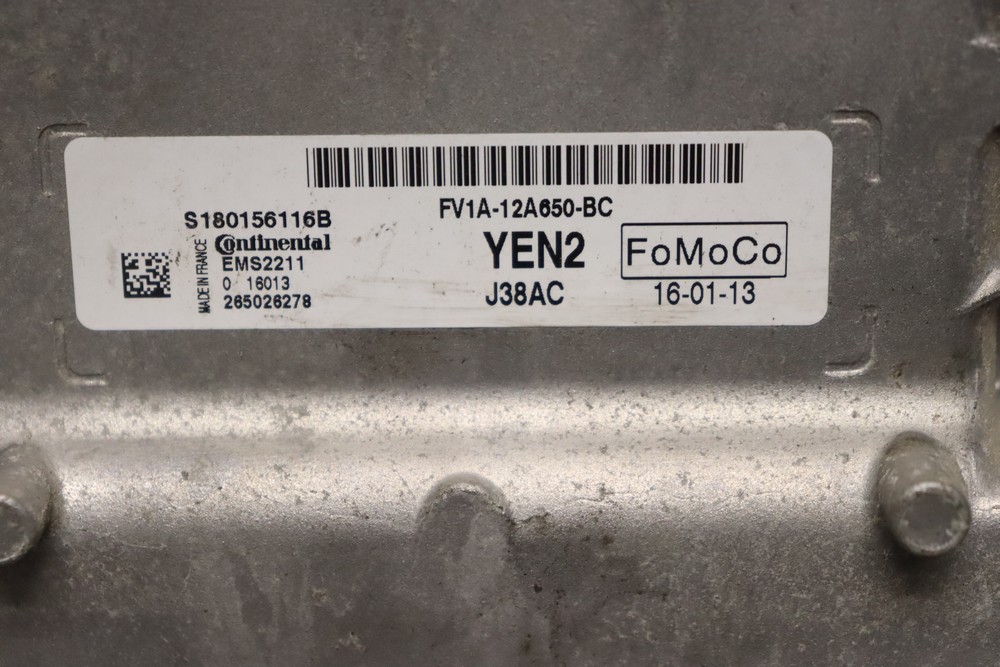 S180156116B
Continental
EMS2211
0 16013
265026278
MADE IN FRANCE
FV1A-12A650-BC
YEN2
J38AC
FoMoCo
16-01-13